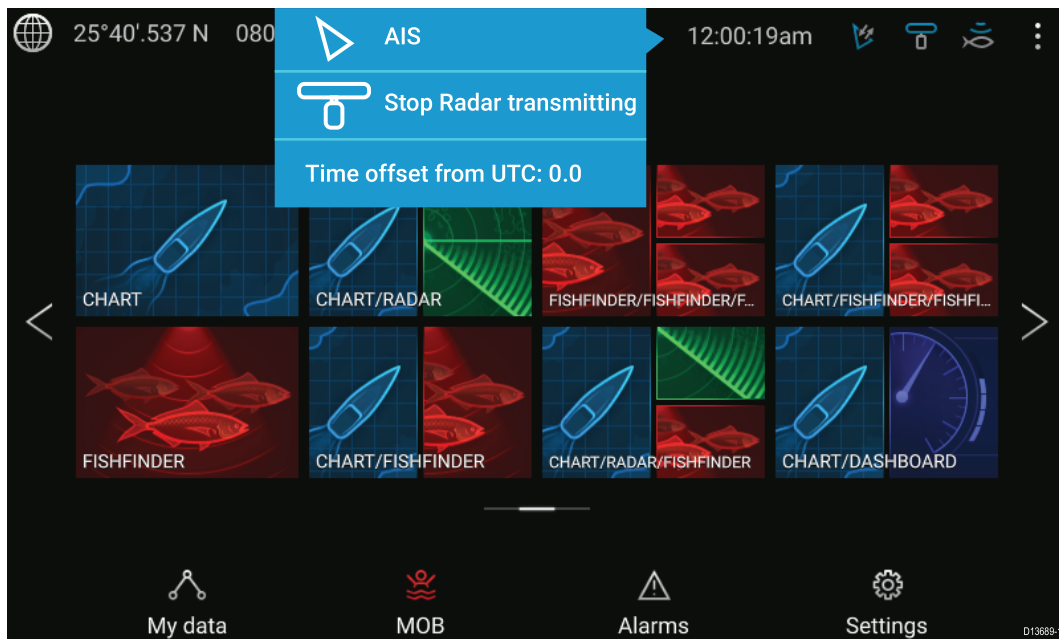 25°40'.537 N 080
AIS
12:00:19am
Stop Radar transmitting
Time offset from UTC: 0.0
CHART
CHART/RADAR
FISHFINDER/FISHFINDER/F...
CHART/FISHFINDER/FISHFI...
FISHFINDER
CHART/FISHFINDER
CHART/RADAR/FISHFINDER
CHART/DASHBOARD
My data
MOB
Alarms
Settings
D13689-